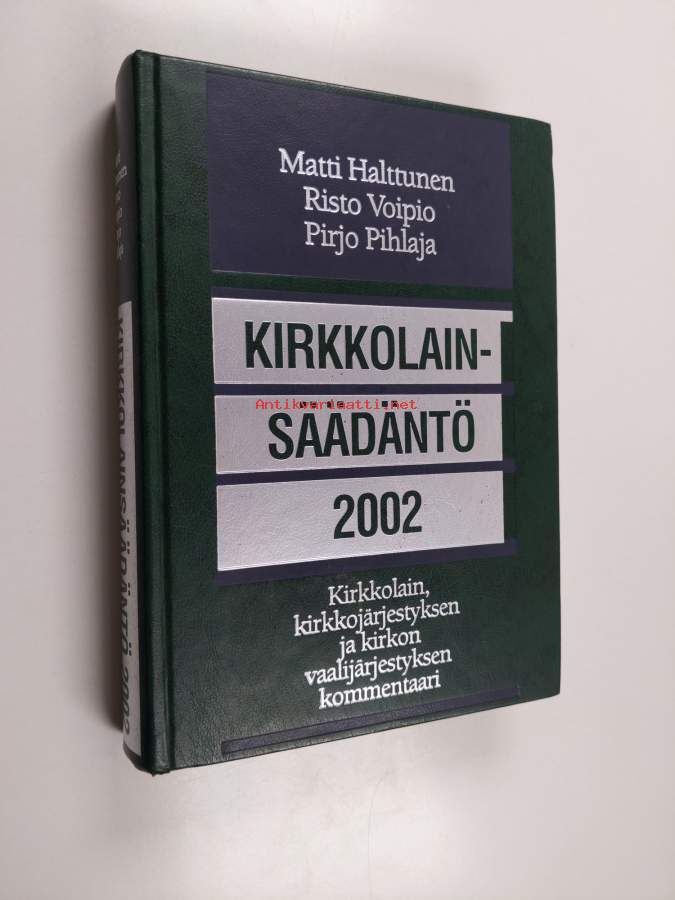 Matti Halttunen
Risto Voipio
Pirjo Pihlaja
KIRKKOLAIN-
Antikvariaatti.net
SÄÄDÄNTÖ
2002
Kirkkolain,
kirkkojärjestyksen
ja kirkon
vaalijärjestyksen
kommentaari
KIRKKOLAINSÄÄDÄNTÖ 2002